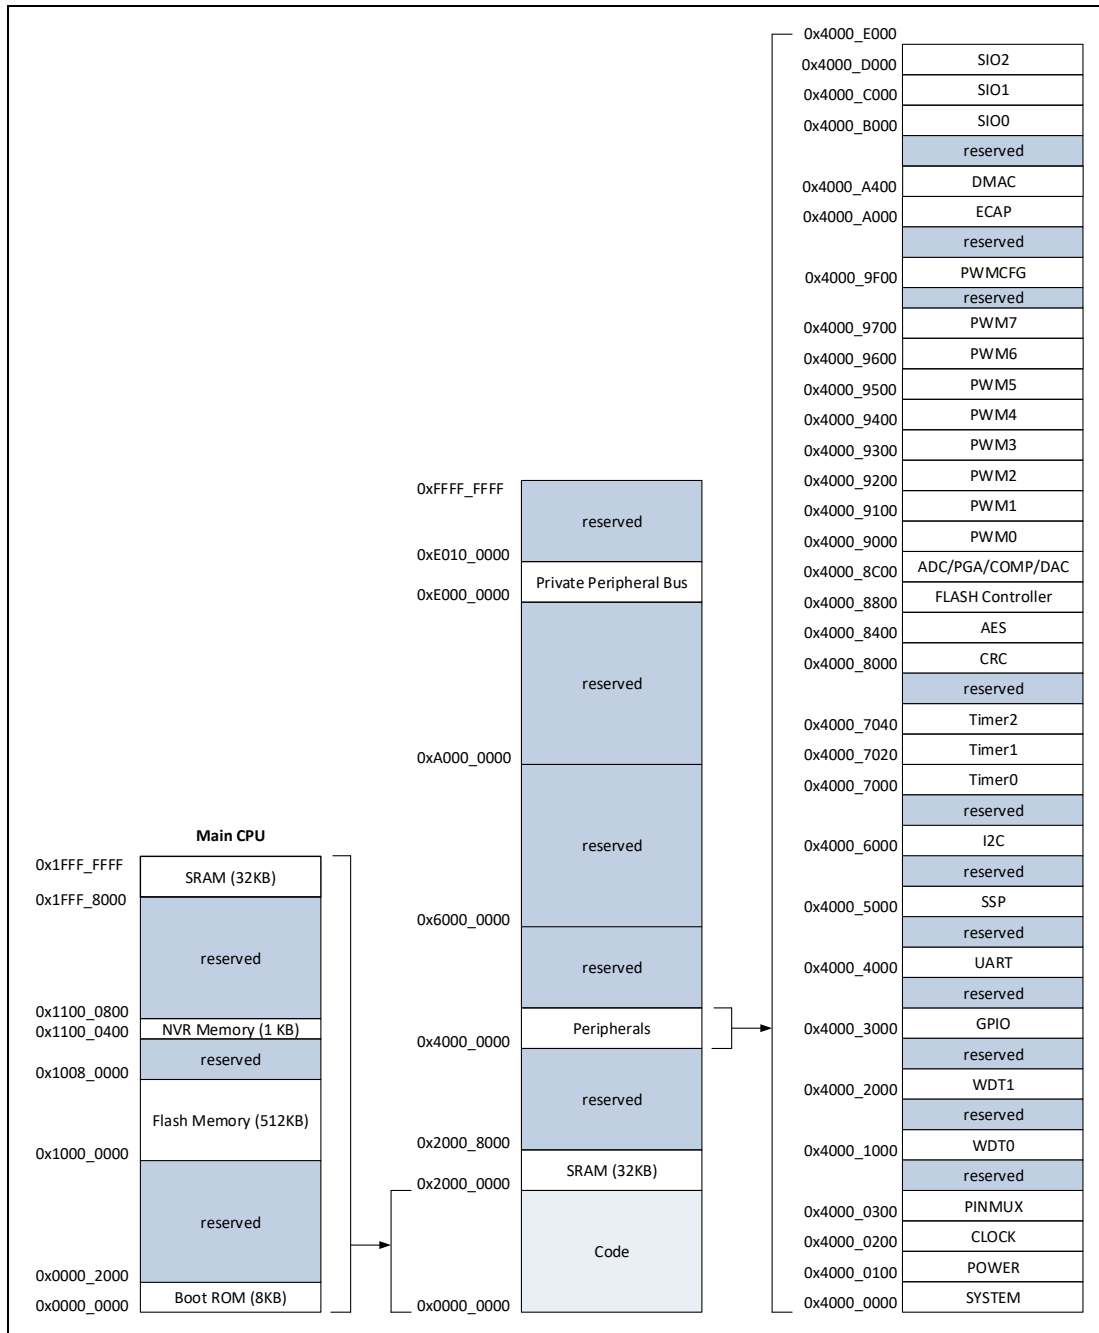 Main CPU
0x1FFF_FFFF
SRAM (32KB)
0x1FFF_8000
reserved
0x1100_0800
NVR Memory (1 KB)
0x1100_0400
reserved
0x1008_0000
Flash Memory (512KB)
0x1000_0000
reserved
0x0000_2000
Boot ROM (8KB)
0x0000_0000
0xFFFF_FFFF
reserved
0xE010_0000
Private Peripheral Bus
0xE000_0000
reserved
0xA000_0000
reserved
0x6000_0000
reserved
Peripherals
0x4000_0000
reserved
0x2000_8000
SRAM (32KB)
0x2000_0000
Code
0x0000_0000
0x4000_E000
SIO2
0x4000_D000
SIO1
0x4000_C000
SIO0
0x4000_B000
reserved
DMAC
0x4000_A400
ECAP
0x4000_A000
reserved
PWMCFG
0x4000_9F00
reserved
PWM7
0x4000_9700
PWM6
0x4000_9600
PWM5
0x4000_9500
PWM4
0x4000_9400
PWM3
0x4000_9300
PWM2
0x4000_9200
PWM1
0x4000_9100
PWM0
0x4000_9000
ADC/PGA/COMP/DAC
0x4000_8C00
FLASH Controller
0x4000_8800
AES
0x4000_8400
CRC
0x4000_8000
reserved
Timer2
0x4000_7040
Timer1
0x4000_7020
Timer0
0x4000_7000
reserved
I2C
0x4000_6000
reserved
SSP
0x4000_5000
reserved
UART
0x4000_4000
reserved
GPIO
0x4000_3000
reserved
WDT1
0x4000_2000
reserved
WDT0
0x4000_1000
reserved
PINMUX
0x4000_0300
CLOCK
0x4000_0200
POWER
0x4000_0100
SYSTEM
0x4000_0000